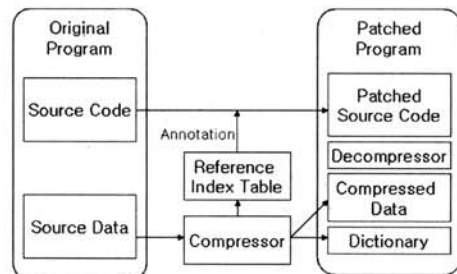 Original
Program
Source Code
Source Data
Annotation
Reference
Index Table
Compressor
Patched
Program
Patched
Source Code
Decompressor
Compressed
Data
Dictionary